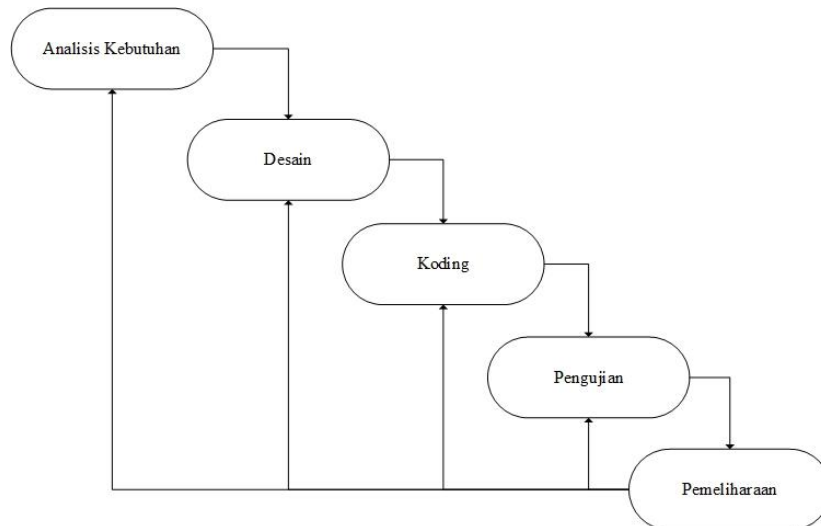 Analisis Kebutuhan
Desain
Koding
Pengujian
Pemeliharaan